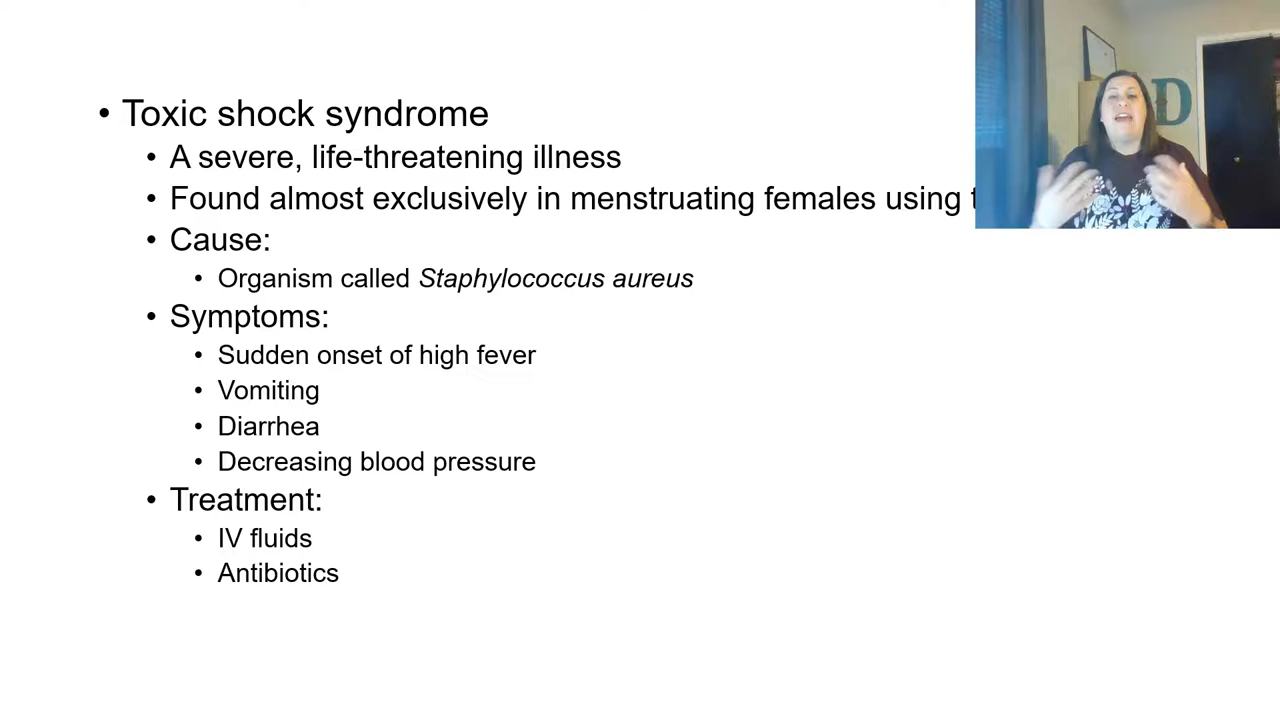 • Toxic shock syndrome
• A severe, life-threatening illness
• Found almost exclusively in menstruating females using
• Cause:
• Organism called Staphylococcus aureus
• Symptoms:
• Sudden onset of high fever
• Vomiting
• Diarrhea
• Decreasing blood pressure
• Treatment:
• IV fluids
• Antibiotics
D